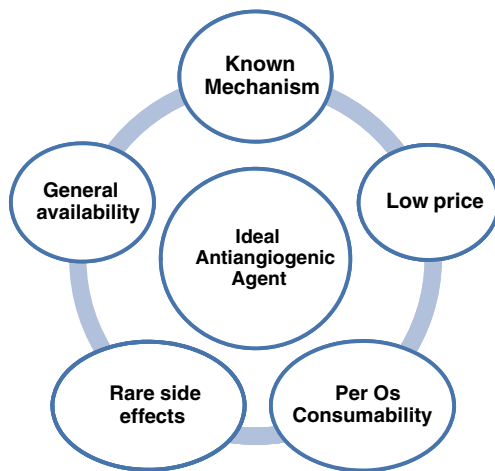 Known
Mechanism
General
availability
Low price
Ideal
Antiangiogenic
Agent
Rare side
effects
Per Os
Consumability